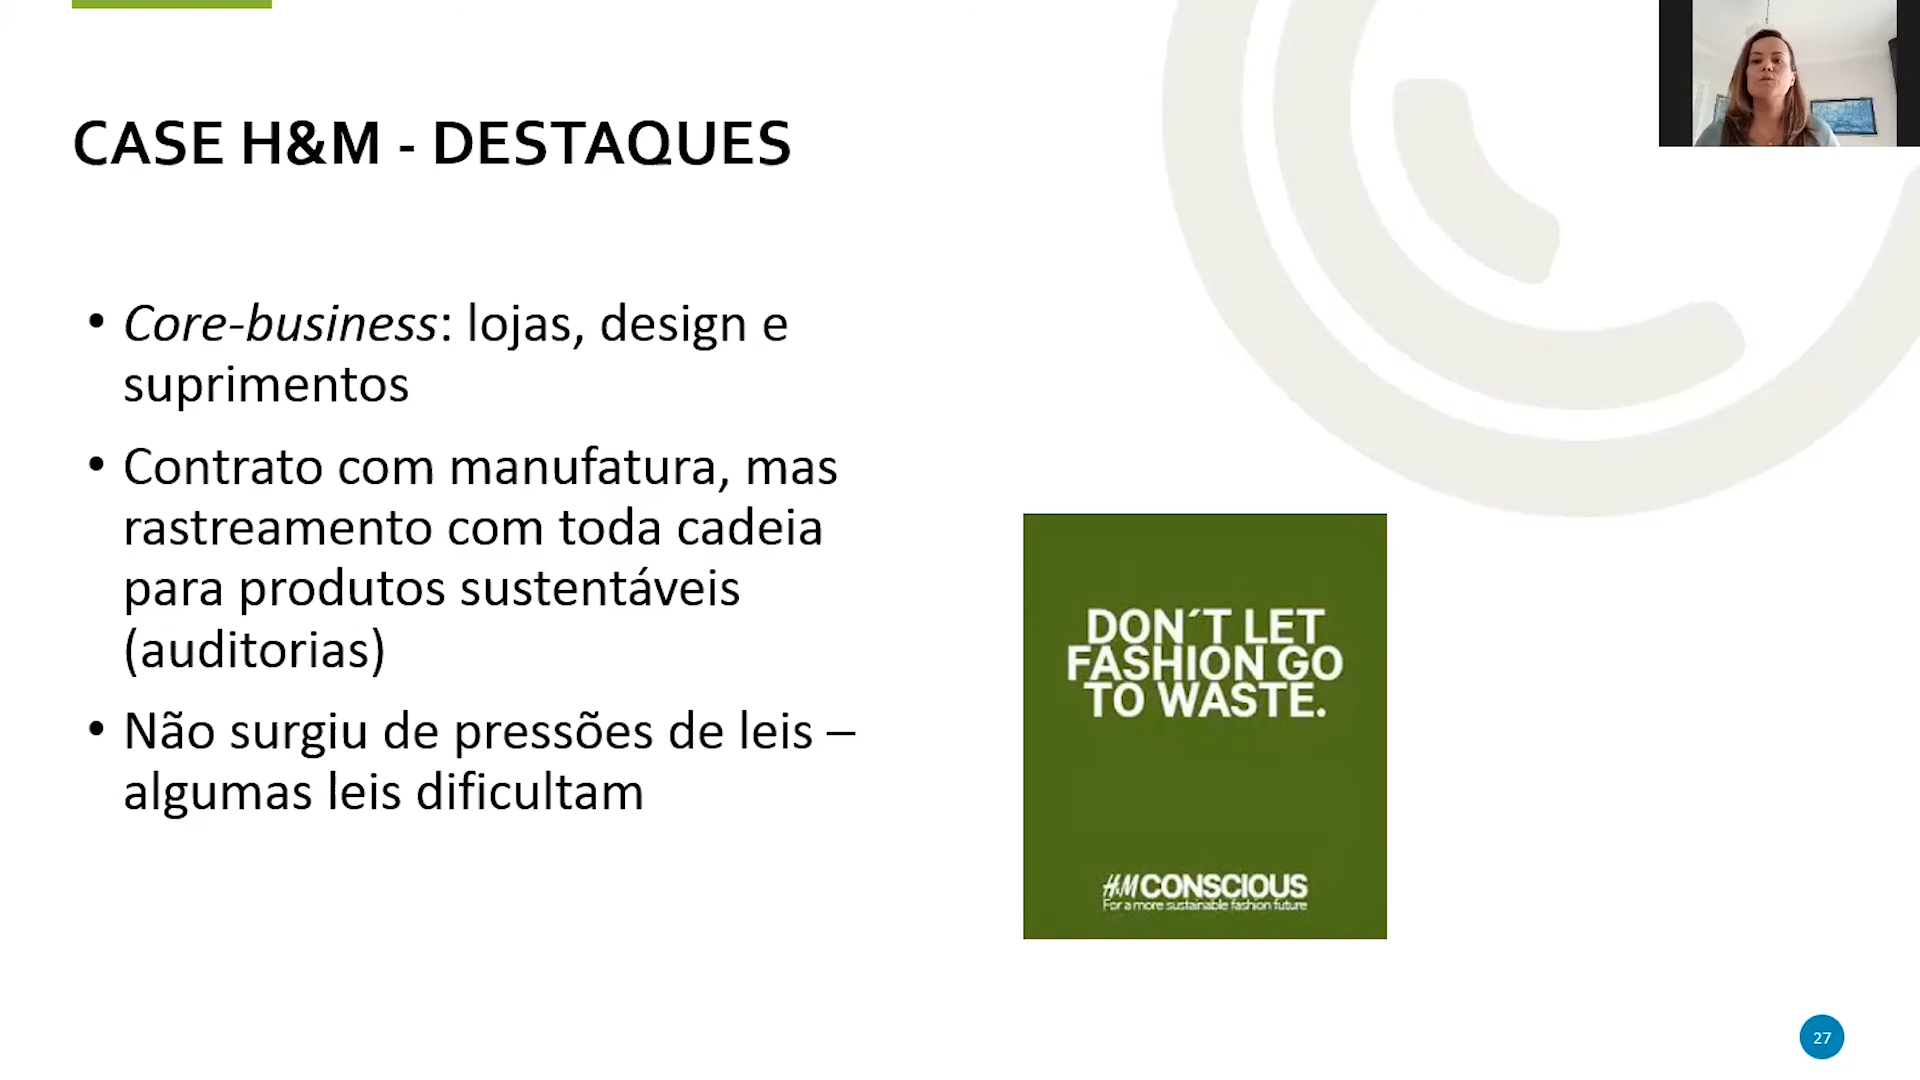 CASE H&M - DESTAQUES
• Core-business: lojas, design e
suprimentos
• Contrato com manufatura, mas
rastreamento com toda cadeia
para produtos sustentáveis
(auditorias)
• Não surgiu de pressões de leis –
algumas leis dificultam
DON´T LET
FASHION GO
TO WASTE.
H&M CONSCIOUS
For a more sustainable fashion future
27